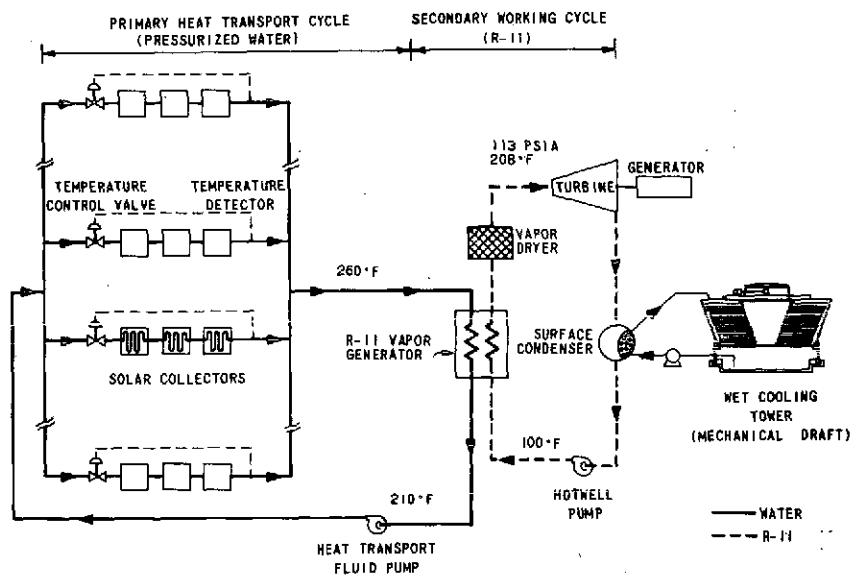 PRIMARY HEAT TRANSPORT CYCLE
(PRESSURIZED WATER)
SECONDARY WORKING CYCLE
(R-11)
113 PSIA
208°F
TURBINE
GENERATOR
TEMPERATURE
CONTROL VALVE
TEMPERATURE
DETECTOR
VAPOR
DRYER
260°F
R-11 VAPOR
GENERATOR
SURFACE
CONDENSER
SOLAR COLLECTORS
WET COOLING
TOWER
(MECHANICAL DRAFT)
100°F
HOTWELL
PUMP
210°F
HEAT TRANSPORT
FLUID PUMP
WATER
R-11